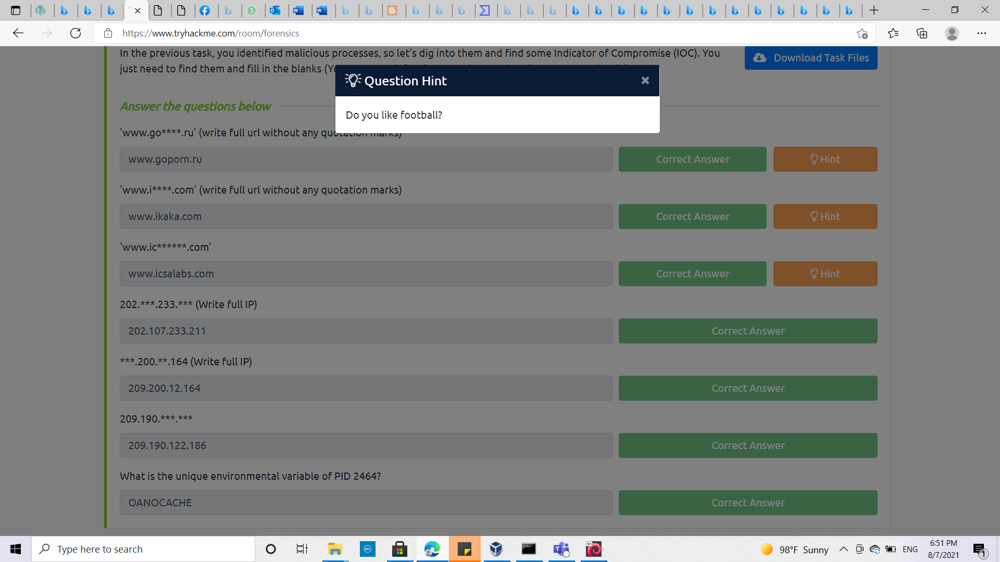 https://www.tryhackme.com/room/forensics
In the previous task, you identified malicious processes, so let's dig into them and find some Indicator of Compromise (IOC). You
just need to find them and fill in the blanks
Download Task Files
Question Hint
Do you like football?
Answer the questions below
'www.go****.ru' (write full url without any quotation marks)
www.goporn.ru
Correct Answer
Hint
'www.i****.com' (write full url without any quotation marks)
www.ikaka.com
Correct Answer
Hint
'www.ic******.com'
www.icsalabs.com
Correct Answer
Hint
202.***.233.*** (Write full IP)
202.107.233.211
Correct Answer
***.200.**.164 (Write full IP)
209.200.12.164
Correct Answer
209.190.***.***
209.190.122.186
Correct Answer
What is the unique environmental variable of PID 2464?
OANOCACHE
Correct Answer
Type here to search
98°F Sunny
ENG
6:51 PM
8/7/2021
1